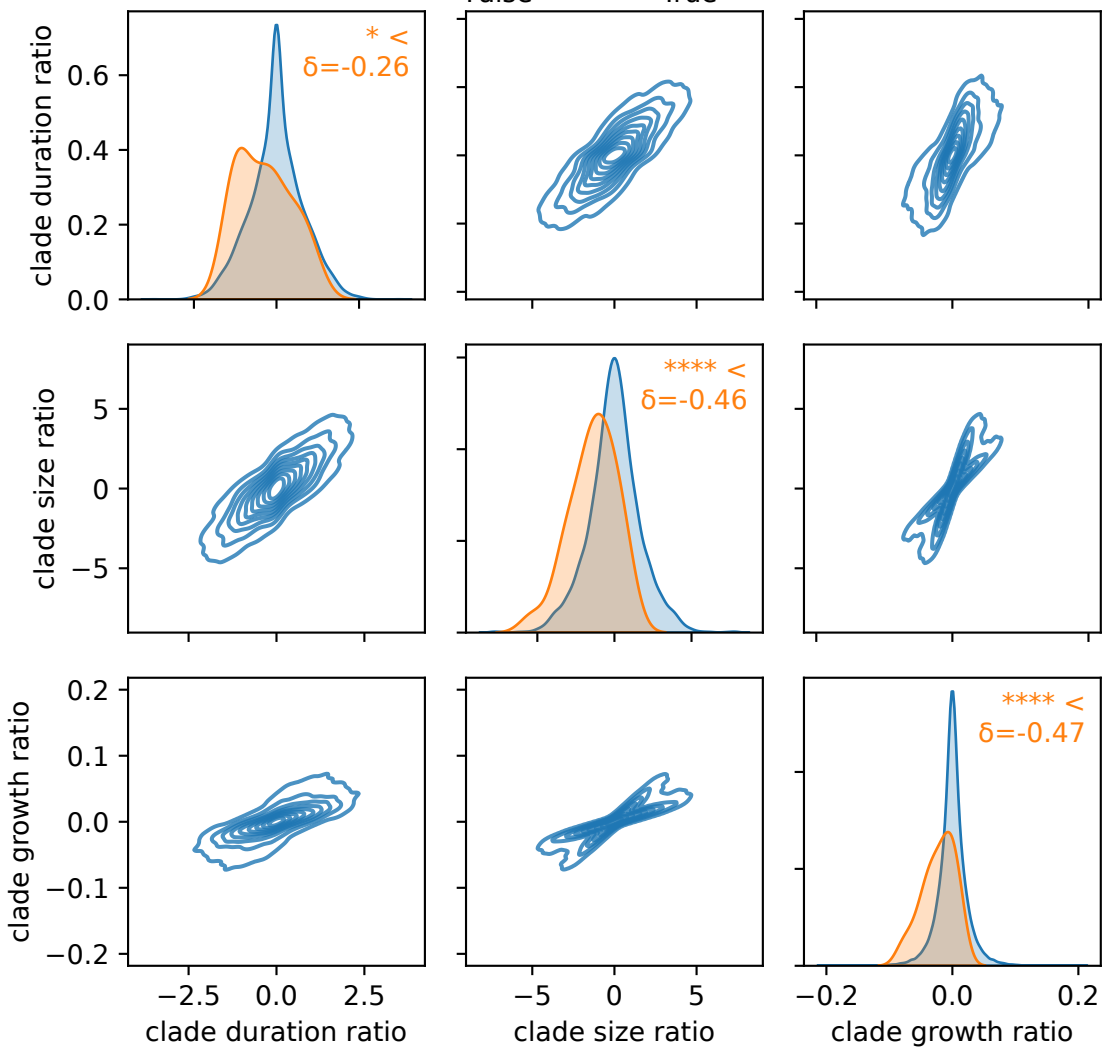 clade duration ratio
0.6
0.4
0.2
0.0
* <
δ=-0.26
clade size ratio
5
0
−5
**** <
δ=-0.46
clade growth ratio
0.2
0.1
0.0
−0.1
−0.2
**** <
δ=-0.47
−2.5 0.0 2.5
clade duration ratio
−5 0 5
clade size ratio
−0.2 0.0 0.2
clade growth ratio